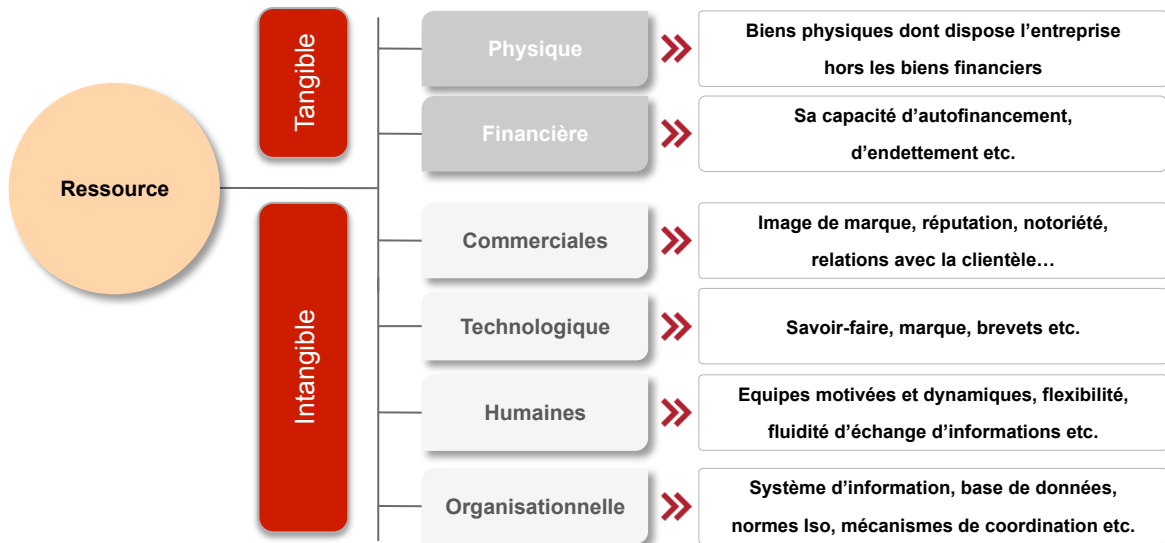 Ressource
Tangible
Physique
Biens physiques dont dispose l’entreprise
hors les biens financiers
Financière
Sa capacité d’autofinancement,
d’endettement etc.
Intangible
Commerciales
Image de marque, réputation, notoriété,
relations avec la clientèle…
Technologique
Savoir-faire, marque, brevets etc.
Humaines
Equipes motivées et dynamiques, flexibilité,
fluidité d’échange d’informations etc.
Organisationnelle
Système d’information, base de données,
normes Iso, mécanismes de coordination etc.